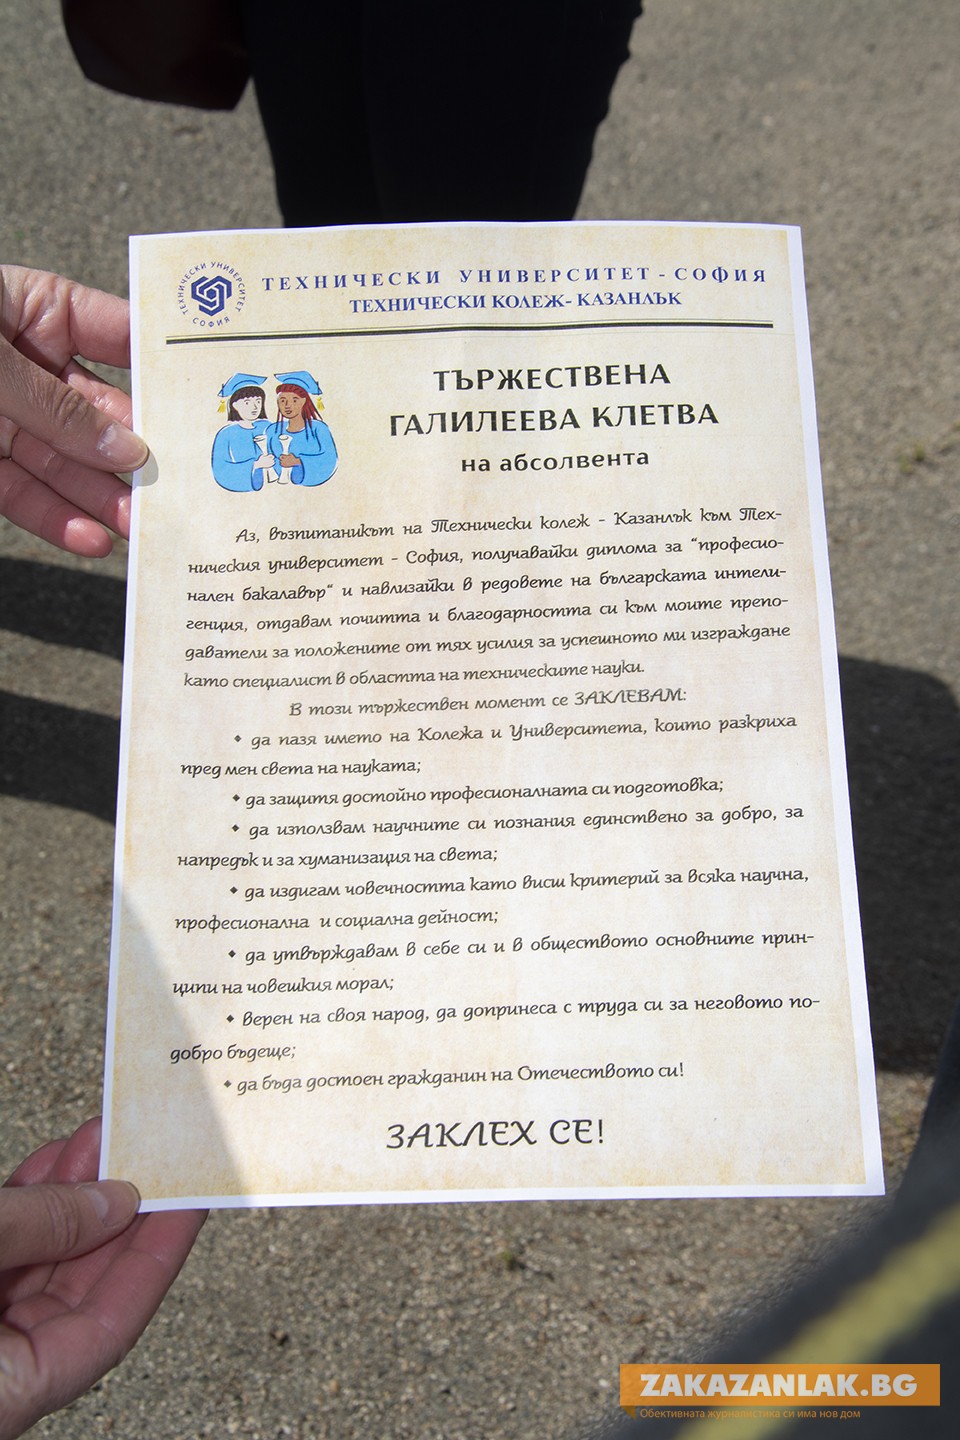 ТЕХНИЧЕСКИ УНИВЕРСИТЕТ
СОФИЯ
ТЕХНИЧЕСКИ УНИВЕРСИТЕТ - СОФИЯ
ТЕХНИЧЕСКИ КОЛЕЖ- КАЗАНЛЪК
ТЪРЖЕСТВЕНА
ГАЛИЛЕЕВА КЛЕТВА
на абсолвента
Аз, възпитаникът на Технически колеж - Казанлък към Тех-
ническия университет - София, получавайки диплома за "професио-
нален бакалавър" и навлизайки в редовете на българската интели-
генция, отдавам почитта и благодарността си към моите препо-
даватели за положените от тях усилия за успешното ми изграждане
като специалист в областта на техническите науки.
В този тържествен момент се ЗАКЛЕВАМ:
• да пазя името на Колежа и Университета, които разкриха
пред мен света на науката;
• да защитя достойно професионалната си подготовка;
• да използвам научните си познания единствено за добро, за
напредък и за хуманизация на света;
• да издигам човечността като висш критерий за всяка научна,
професионална и социална дейност;
• да утвърждавам в себе си и в обществото основните прин-
ципи на човешкия морал;
• верен на своя народ, да допринеса с труда си за неговото по-
добро бъдеще;
• да бъда достоен гражданин на Отечеството си!
ЗАКЛЕХ СЕ!
ZAKAZANLAK.BG
Обективната журналистика си има нов дом